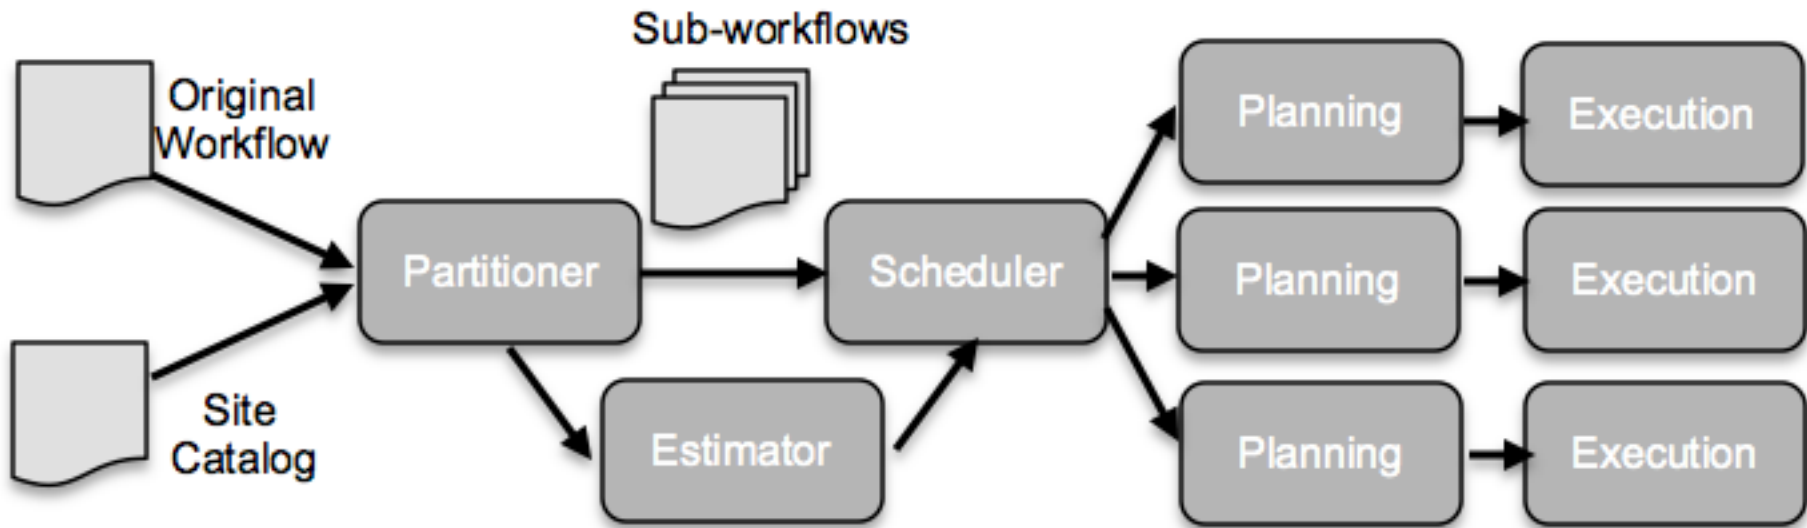 Sub-workflows
Original
Workflow
Planning
Execution
Partitioner
Scheduler
Planning
Execution
Site
Catalog
Estimator
Planning
Execution